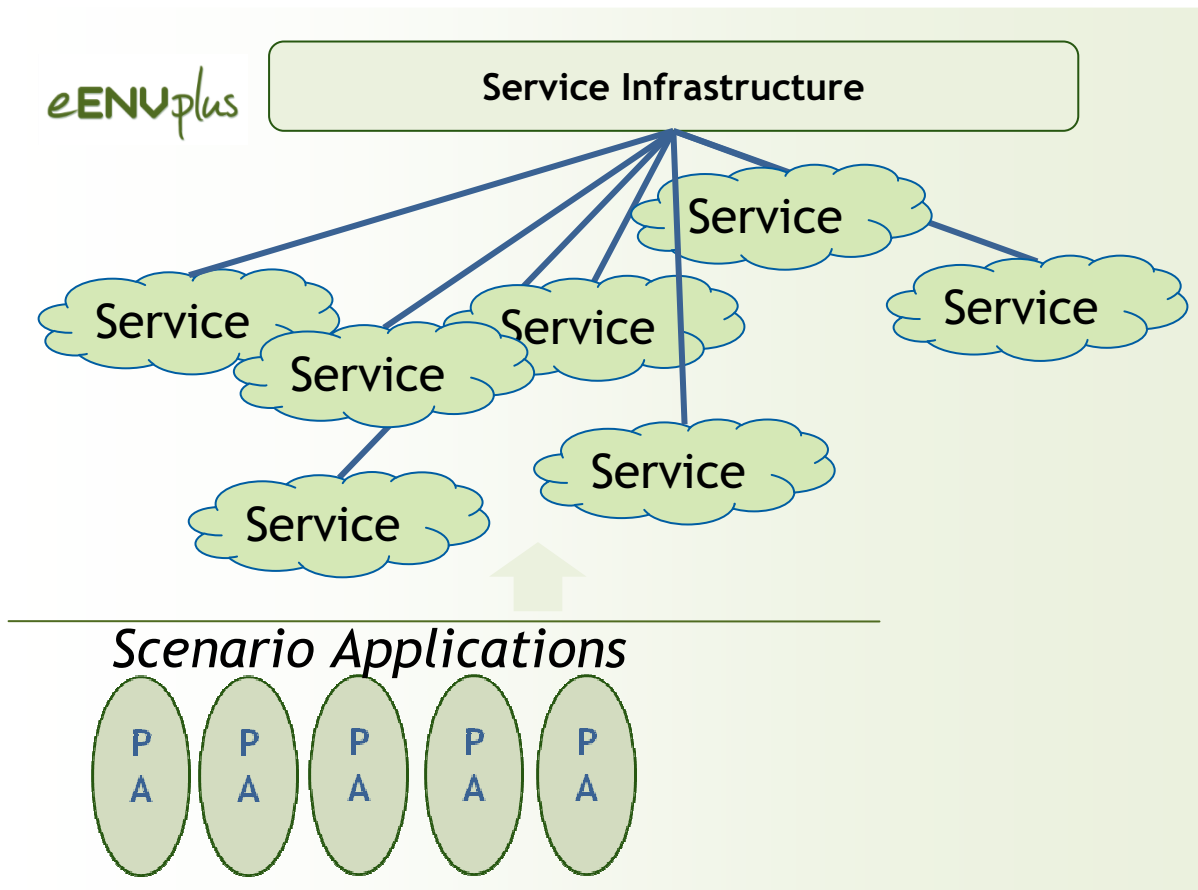 eENVplus
Service Infrastructure
Service
Service
Service
Service
Service
Service
Service
Scenario Applications
P P P P P
A A A A A